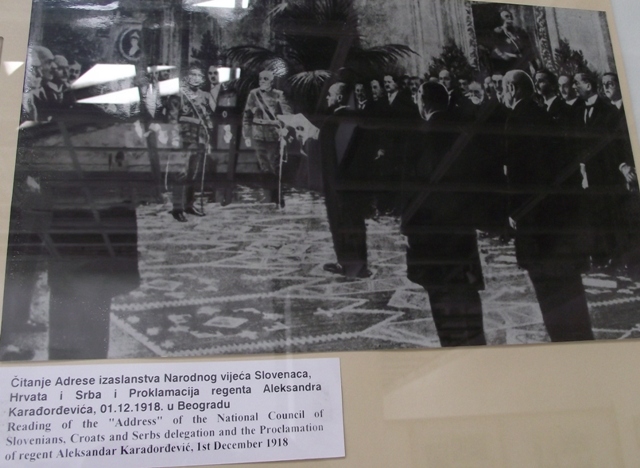 Čitanje Adrese izaslanstva Narodnog vijeća Slovenaca,
Hrvata i Srba i Proklamacija regenta Aleksandra
Karađorđevića, 01.12.1918. u Beogradu
Reading of the "Address" of the National Council of
Slovenians, Croats and Serbs delegation and the Proclamation
of regent Aleksandar Karađorđević, 1st December 1918